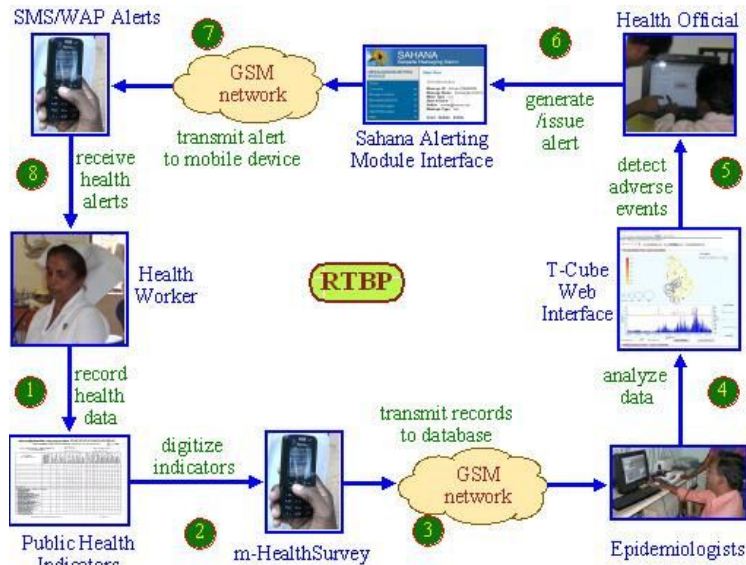 SMS/WAP Alerts
7
GSM
network
transmit alert
to mobile device
SAHANA
Sahana Alerting
Module Interface
6
generate
/issue
alert
Health Official
8
receive
health
alerts
detect
adverse
events
5
Health
Worker
RTBP
T-Cube
Web
Interface
1
record
health
data
transmit records
to database
analyze
data
4
digitize
indicators
GSM
network
2
3
Public Health
Indicators
m-HealthSurvey
Epidemiologists